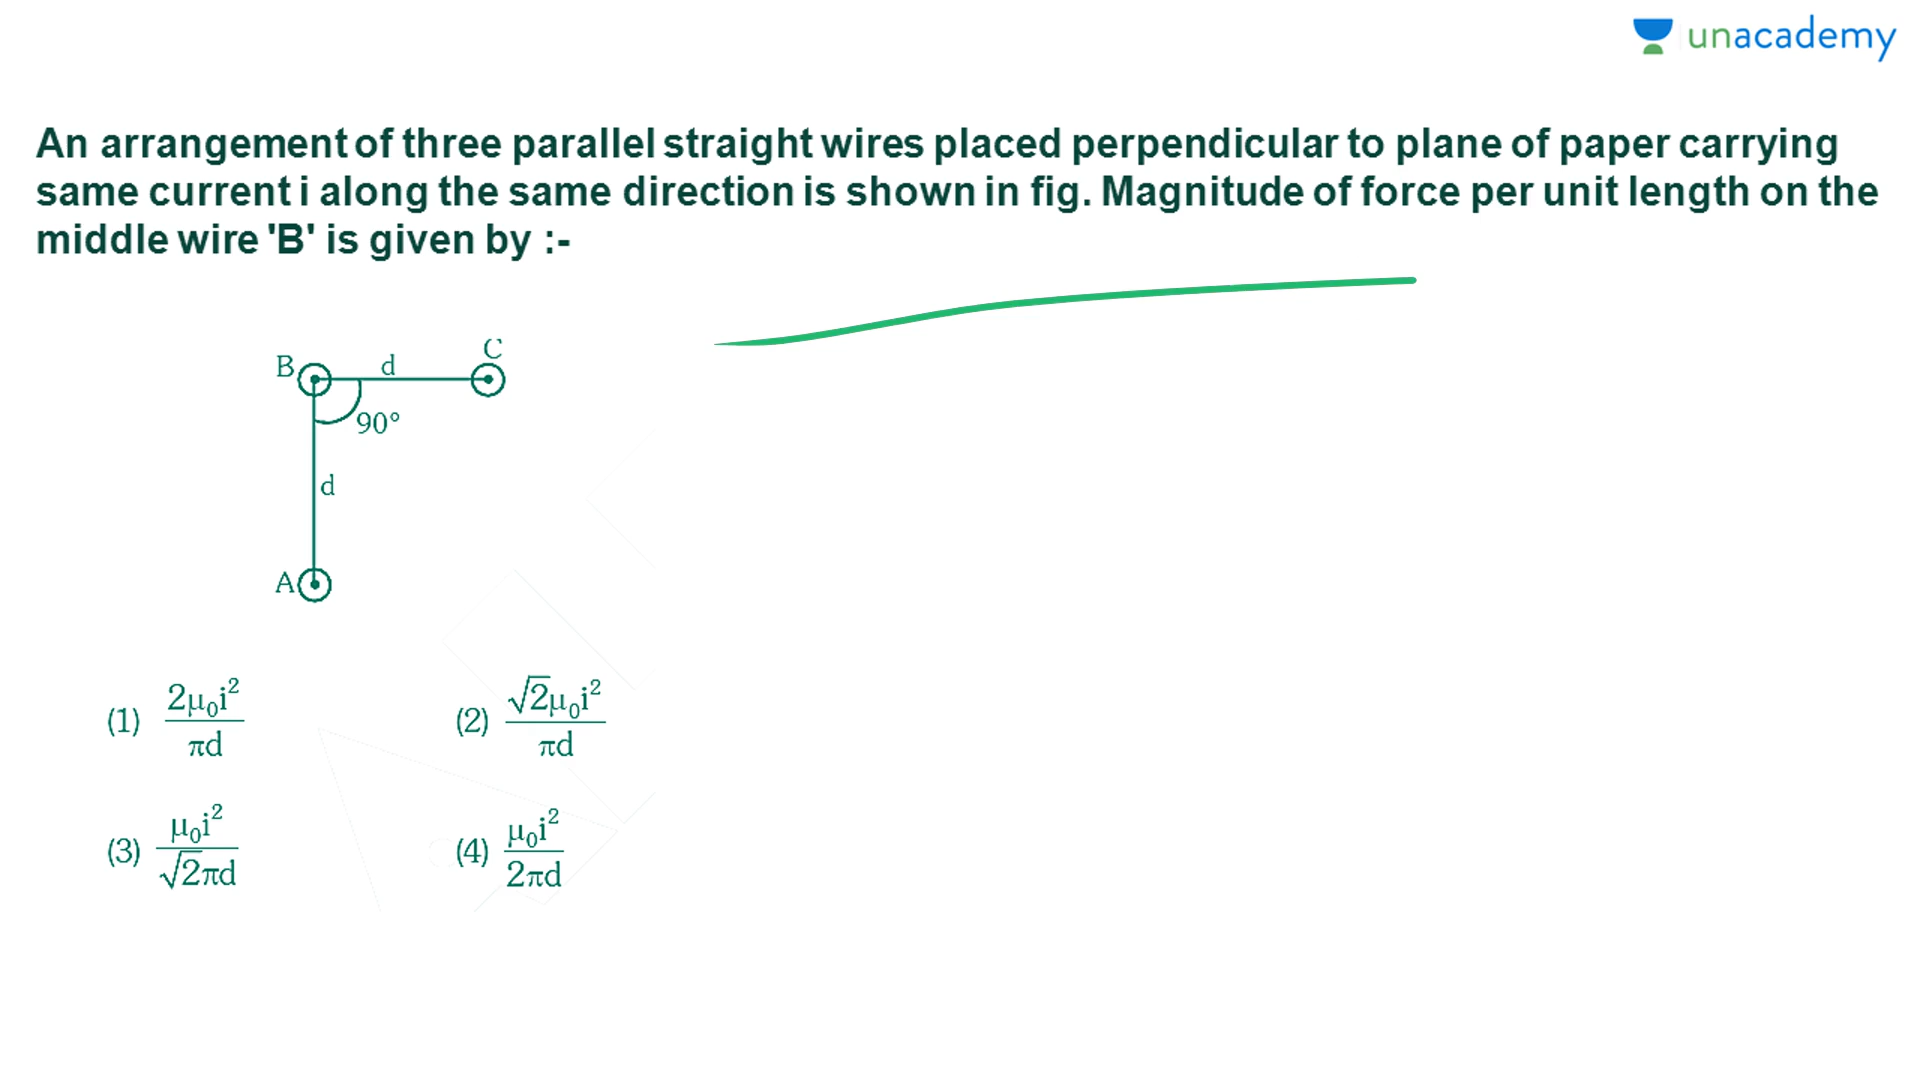 unacademy
An arrangement of three parallel straight wires placed perpendicular to plane of paper carrying
same current i along the same direction is shown in fig. Magnitude of force per unit length on the
middle wire 'B' is given by :-
B d C
90°
d
A
(1) 2μ₀i²/πd (2) √2μ₀i²/πd
(3) μ₀i²/√2πd (4) μ₀i²/2πd